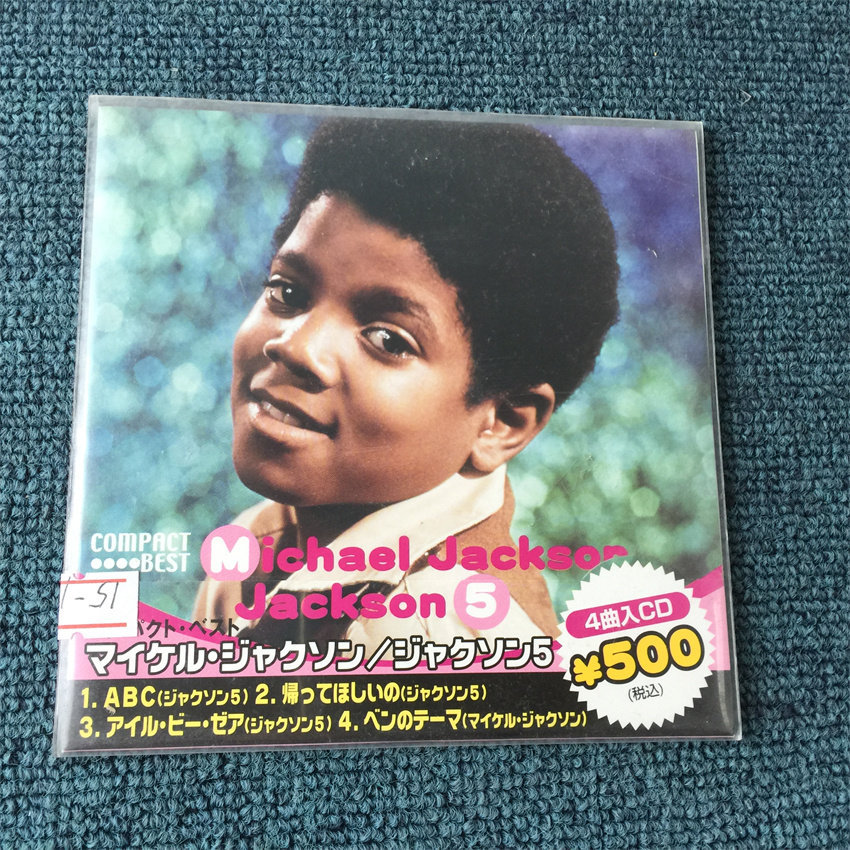 COMPACT
••••BEST
Michael Jackson
Jackson 5
パクト・ベスト
マイケル・ジャクソン／ジャクソン5
1. ABC(ジャクソン5) 2. 帰ってほしいの(ジャクソン5)
3. アイル・ビー・ゼア(ジャクソン5) 4. ベンのテーマ(マイケル・ジャクソン)
4曲入CD
¥500
(税込)